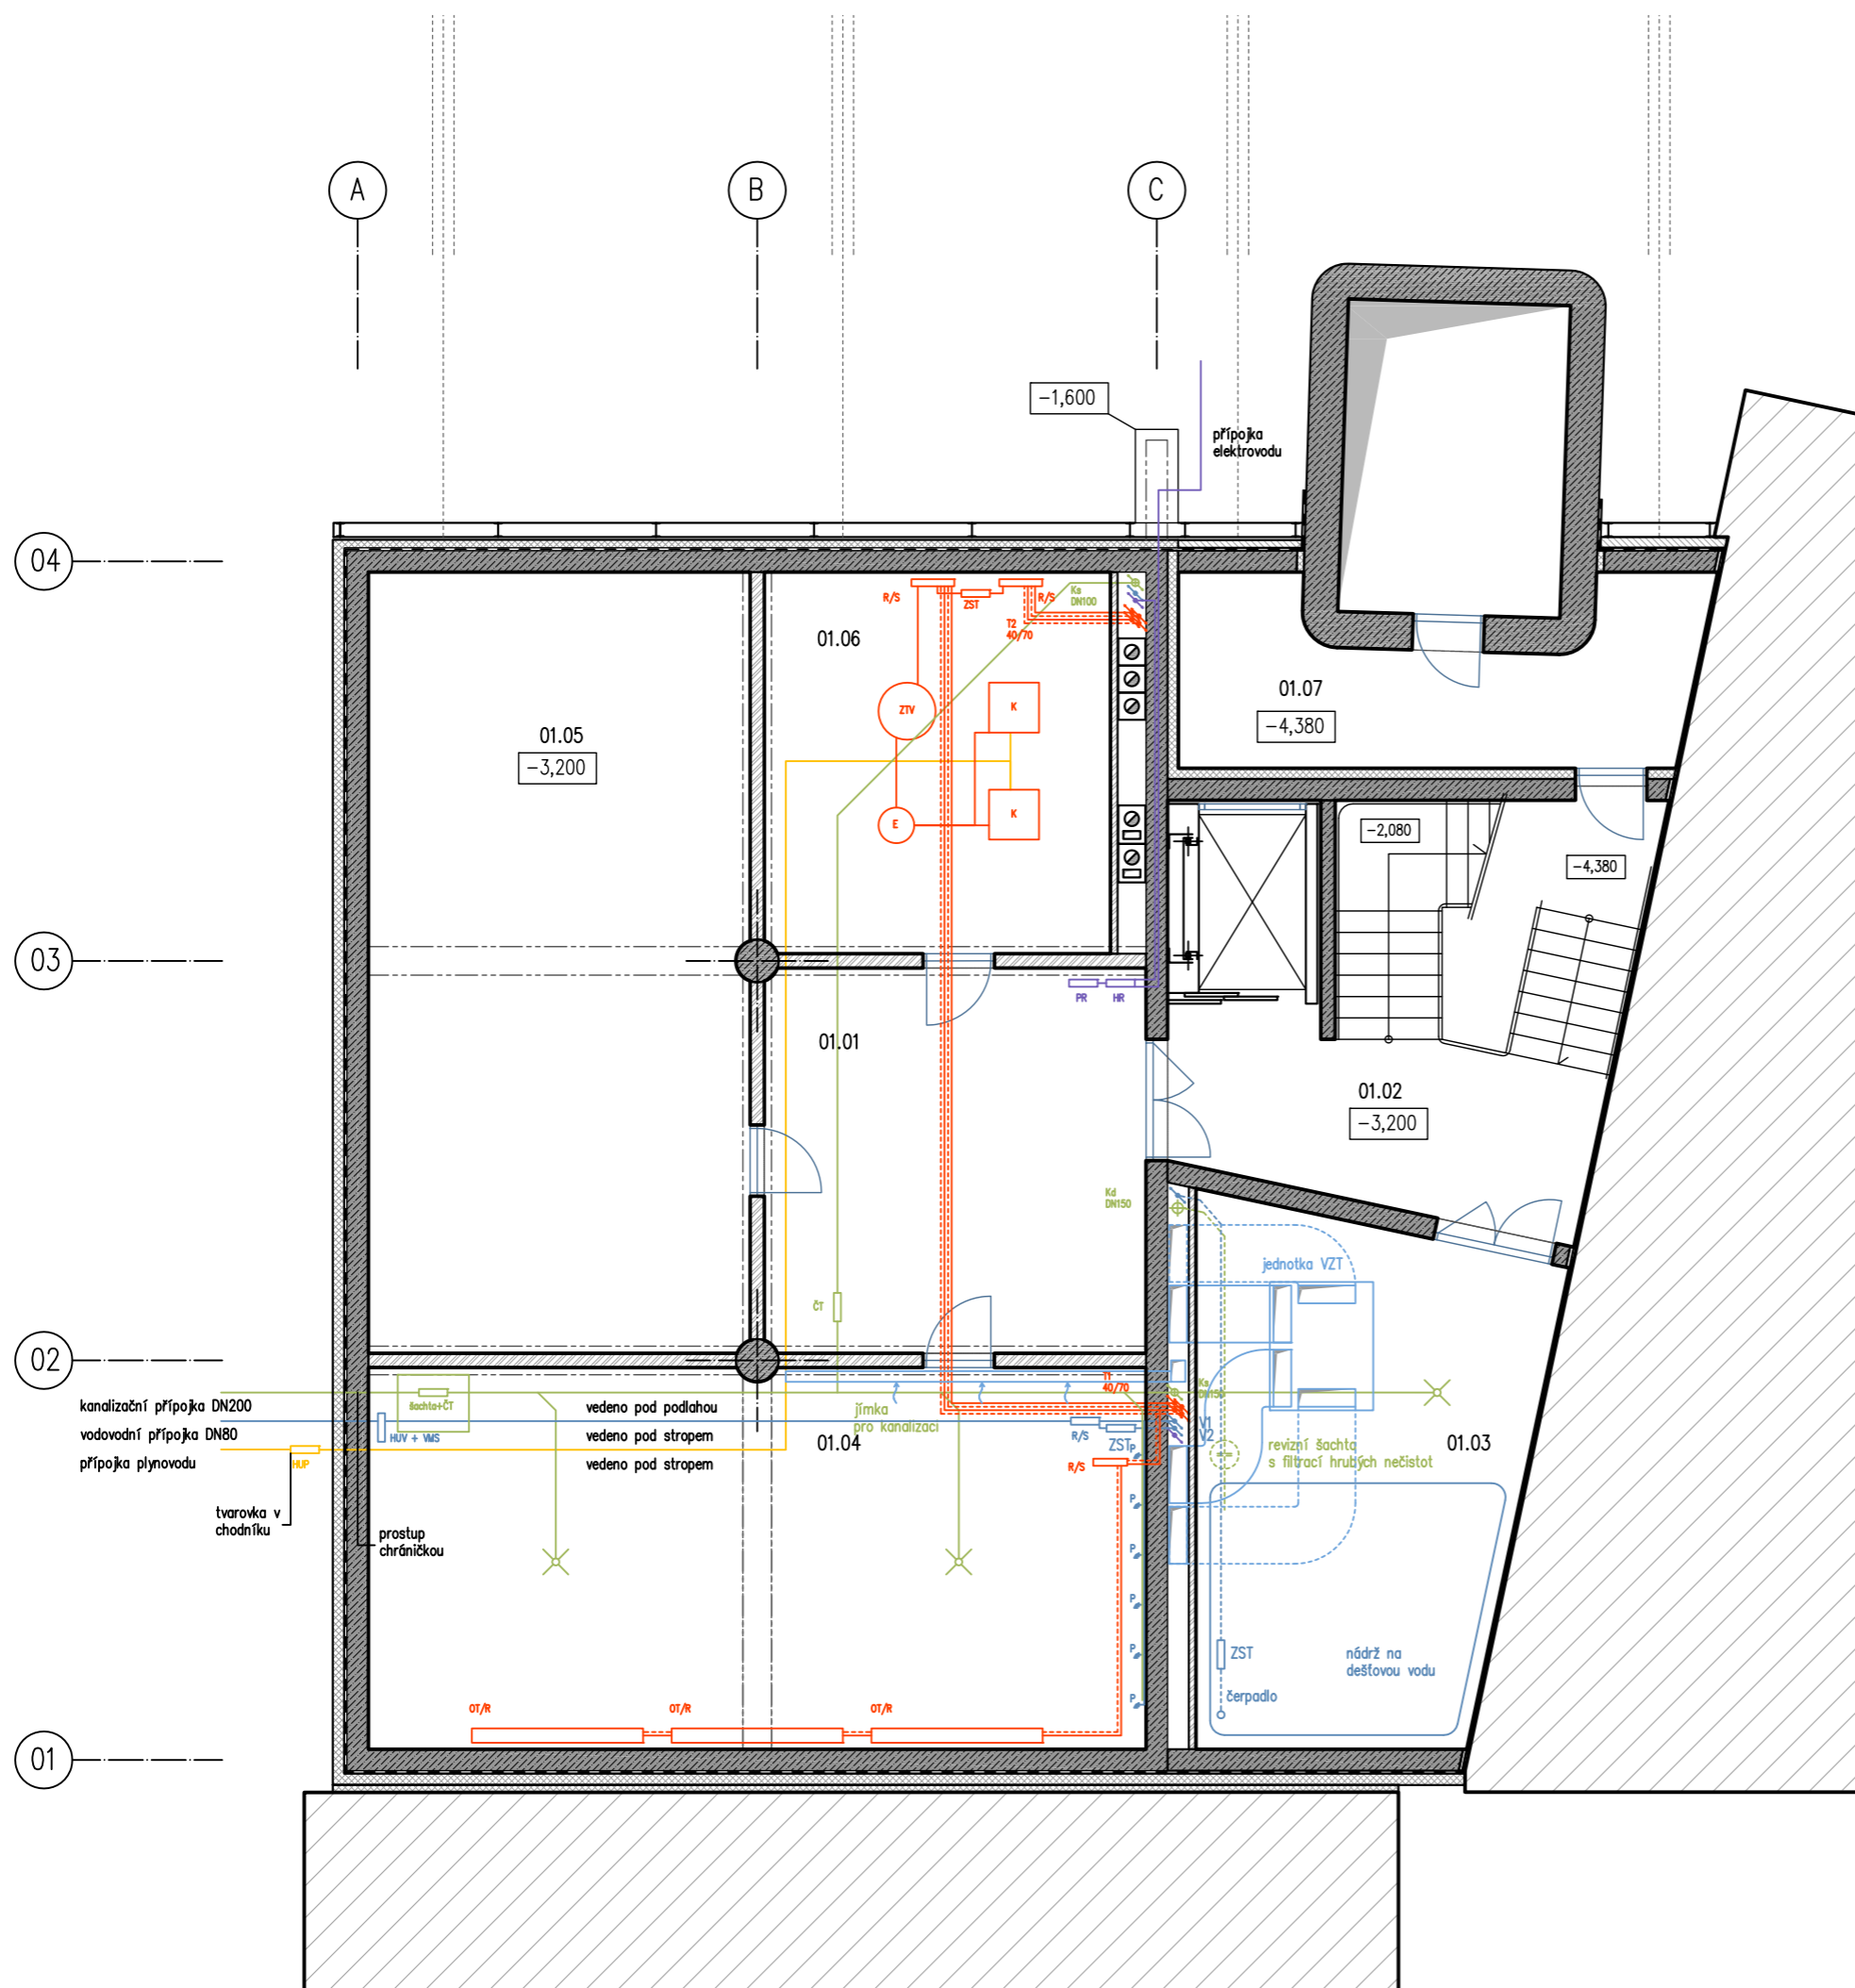 A
B
C
-1,600
přípojka
elektrovodu
04
R/S
ZST
R/S
Ks
DN100
T2
40/70
01.06
01.05
-3,200
ZTV
K
01.07
-4,380
E
K
-2,080
-4,380
03
PR
HR
01.01
01.02
-3,200
Kd
DN150
jednotka VZT
ČT
02
T1
40/70
Ks
DN150
kanalizační přípojka DN200
šachta+ČT
vedeno pod podlahou
jímka
pro kanalizaci
vodovodní přípojka DN80
HUV + VMS
vedeno pod stropem
R/S
ZST
V1
V2
01.04
revizní šachta
s filtrací hrubých nečistot
01.03
přípojka plynovodu
HUP
vedeno pod stropem
R/S
P
P
P
P
P
P
tvarovka v
chodníku
prostup
chráničkou
ZST
nádrž na
dešťovou vodu
čerpadlo
OT/R
OT/R
OT/R
01